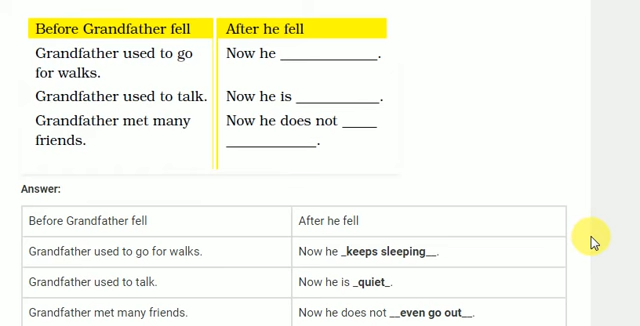 Before Grandfather fell After he fell
Grandfather used to go Now he _____________.
for walks.
Grandfather used to talk. Now he is ___________.
Grandfather met many Now he does not _____
friends. ____________.
Answer:
Before Grandfather fell After he fell
Grandfather used to go for walks. Now he _keeps sleeping__.
Grandfather used to talk. Now he is _quiet_.
Grandfather met many friends. Now he does not __even go out__.